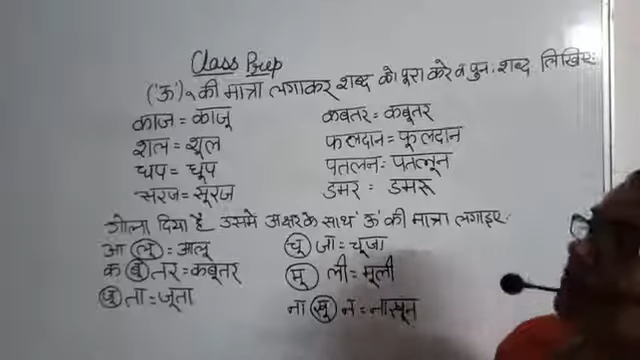 Class Prep
('ऊ') ू की मात्रा लगाकर शब्द को पूरा करे व पुनः शब्द लिखिए:
काज = काजू
कबतर = कबूतर
शल = शूल
फलदान = फूलदान
धप = धूप
पतलन = पतलून
सरज = सूरज
डमर = डमरू
गोला दिया है उसमे अक्षर के साथ 'ऊ' की मात्रा लगाइए:
आ लू = आलू
चू जा = चूजा
क बू तर = कबूतर
मू ली = मूली
जू ता = जूता
ना खू न = नाखून